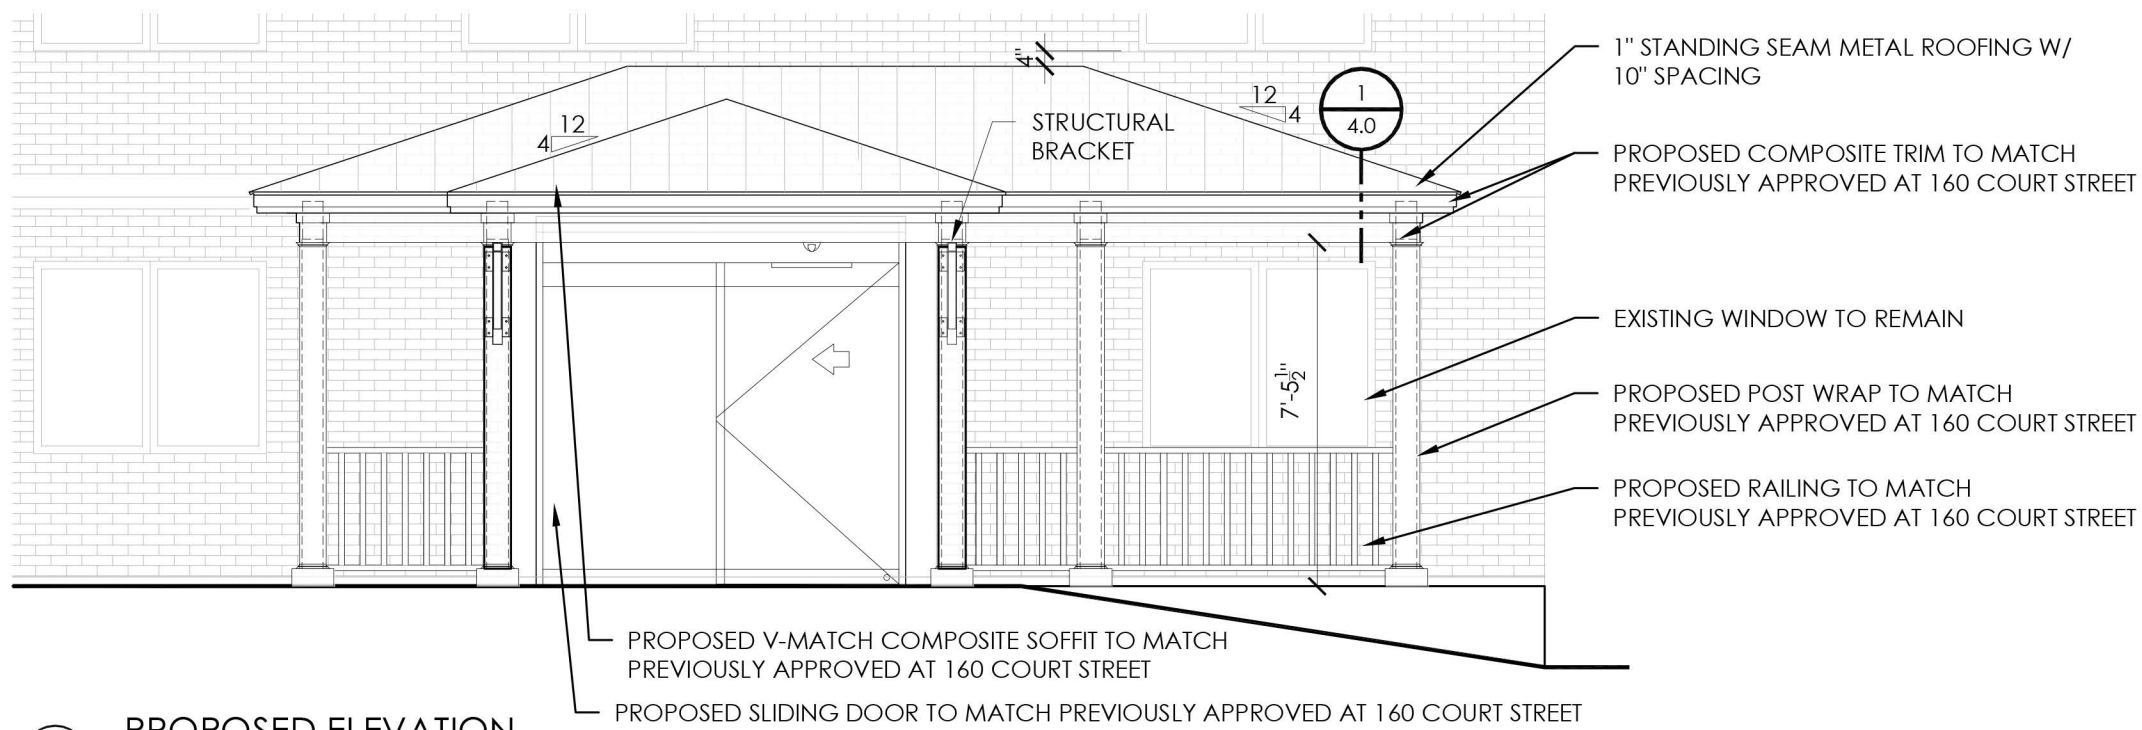 4"
1" STANDING SEAM METAL ROOFING W/
10" SPACING
12
4
12
4
1
4.0
STRUCTURAL
BRACKET
PROPOSED COMPOSITE TRIM TO MATCH
PREVIOUSLY APPROVED AT 160 COURT STREET
EXISTING WINDOW TO REMAIN
7'-5½"
PROPOSED POST WRAP TO MATCH
PREVIOUSLY APPROVED AT 160 COURT STREET
PROPOSED RAILING TO MATCH
PREVIOUSLY APPROVED AT 160 COURT STREET
PROPOSED V-MATCH COMPOSITE SOFFIT TO MATCH
PREVIOUSLY APPROVED AT 160 COURT STREET
PROPOSED SLIDING DOOR TO MATCH PREVIOUSLY APPROVED AT 160 COURT STREET
PROPOSED ELEVATION